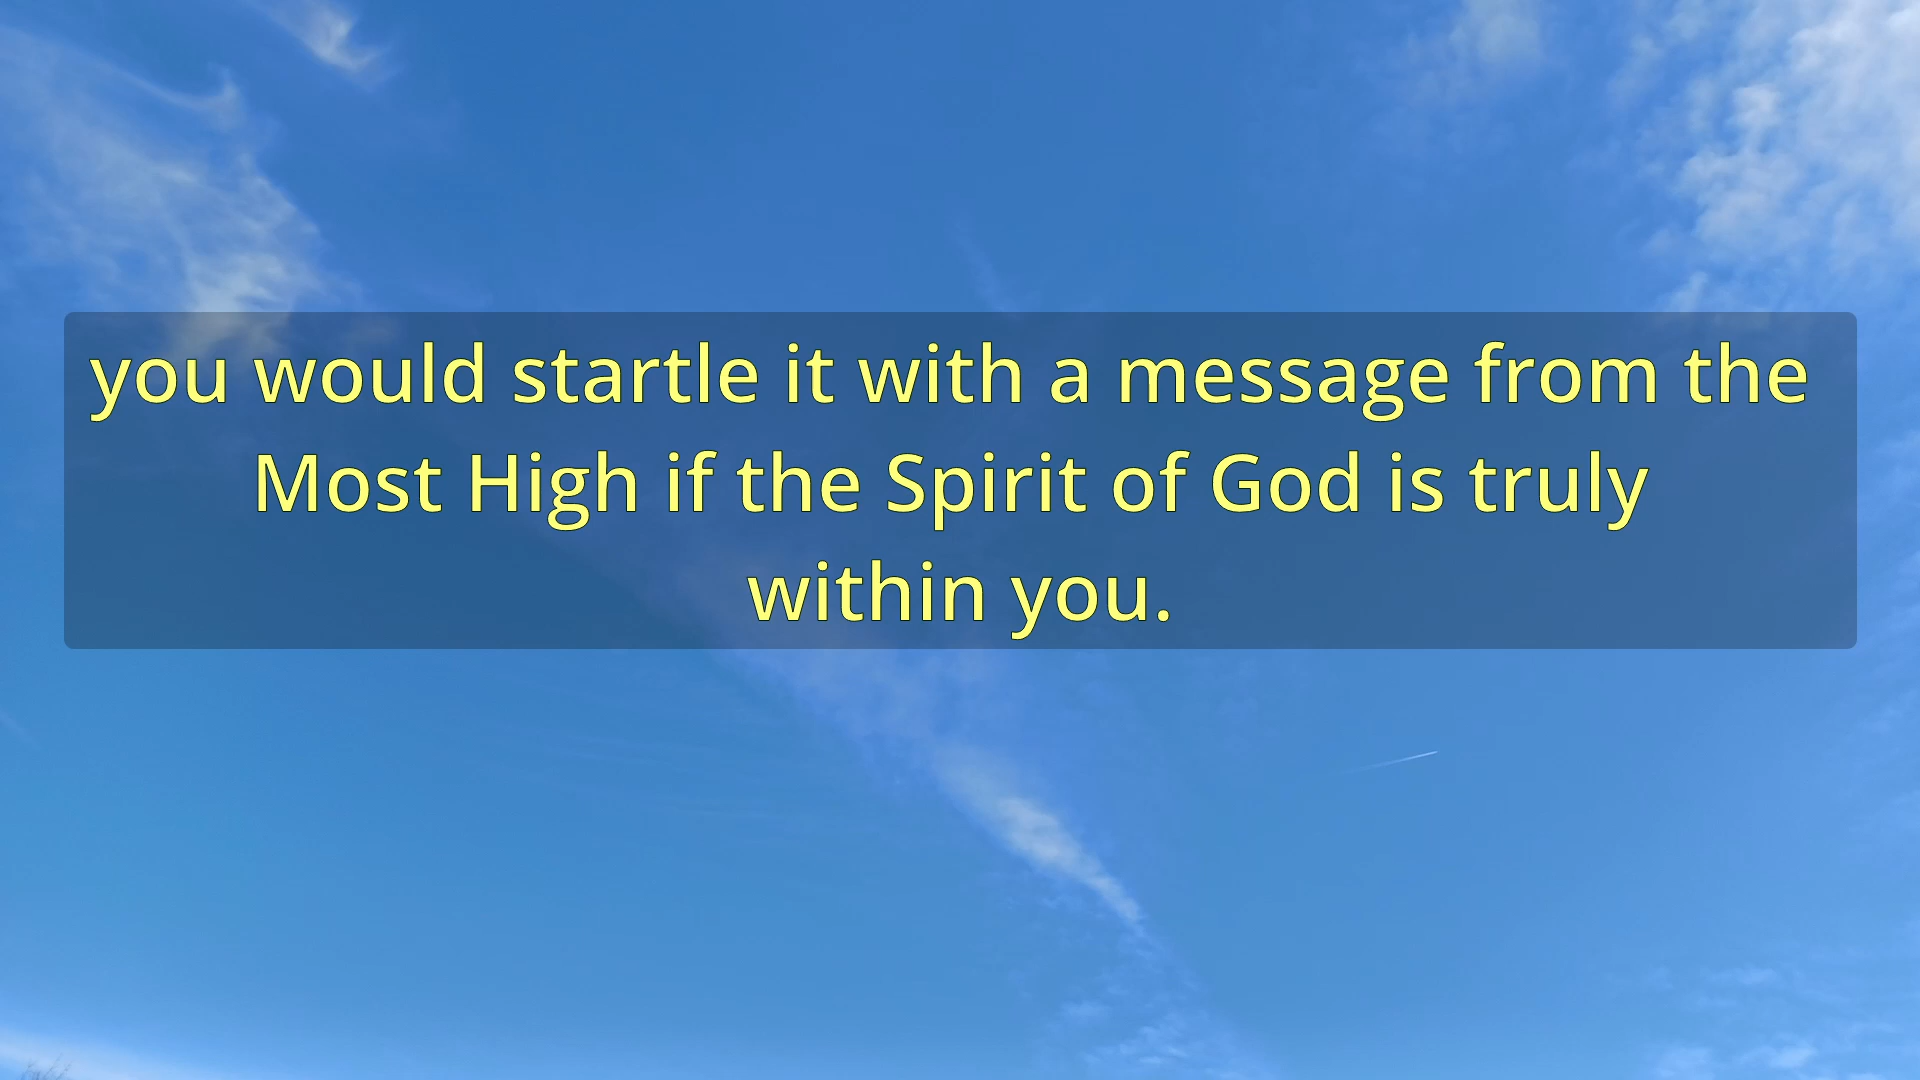 you would startle it with a message from the
Most High if the Spirit of God is truly
within you.